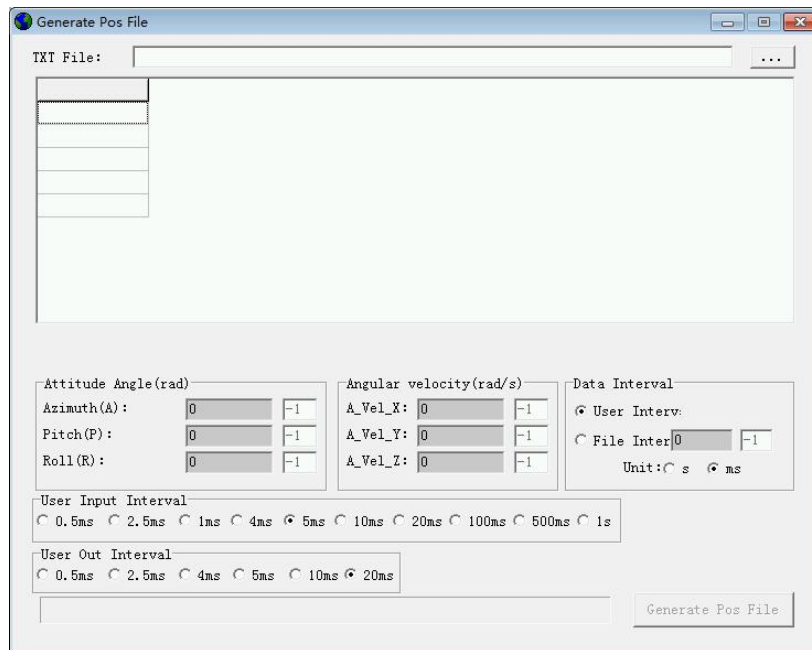 Generate Pos File
TXT File:
...
Attitude Angle(rad)
Azimuth(A): 0 -1
Pitch(P): 0 -1
Roll(R): 0 -1
Angular velocity(rad/s)
A_Vel_X: 0 -1
A_Vel_Y: 0 -1
A_Vel_Z: 0 -1
Data Interval
User Interv
File Inter 0 -1
Unit: s ms
User Input Interval
0.5ms 2.5ms 1ms 4ms 5ms 10ms 20ms 100ms 500ms 1s
User Out Interval
0.5ms 2.5ms 4ms 5ms 10ms 20ms
Generate Pos File